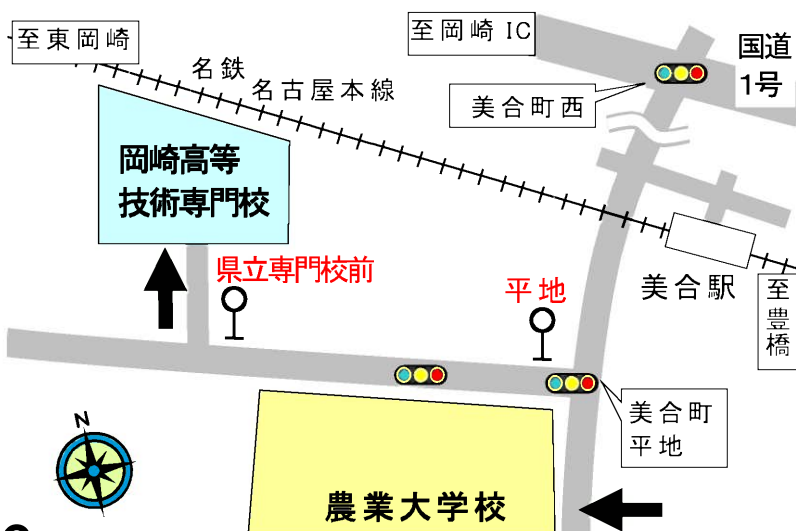 至東岡崎
至岡崎 IC
国道
1号
名鉄
名古屋本線
美合町西
岡崎高等
技術専門校
県立専門校前
平地
美合駅
至
豊
橋
美合町
平地
N
農業大学校